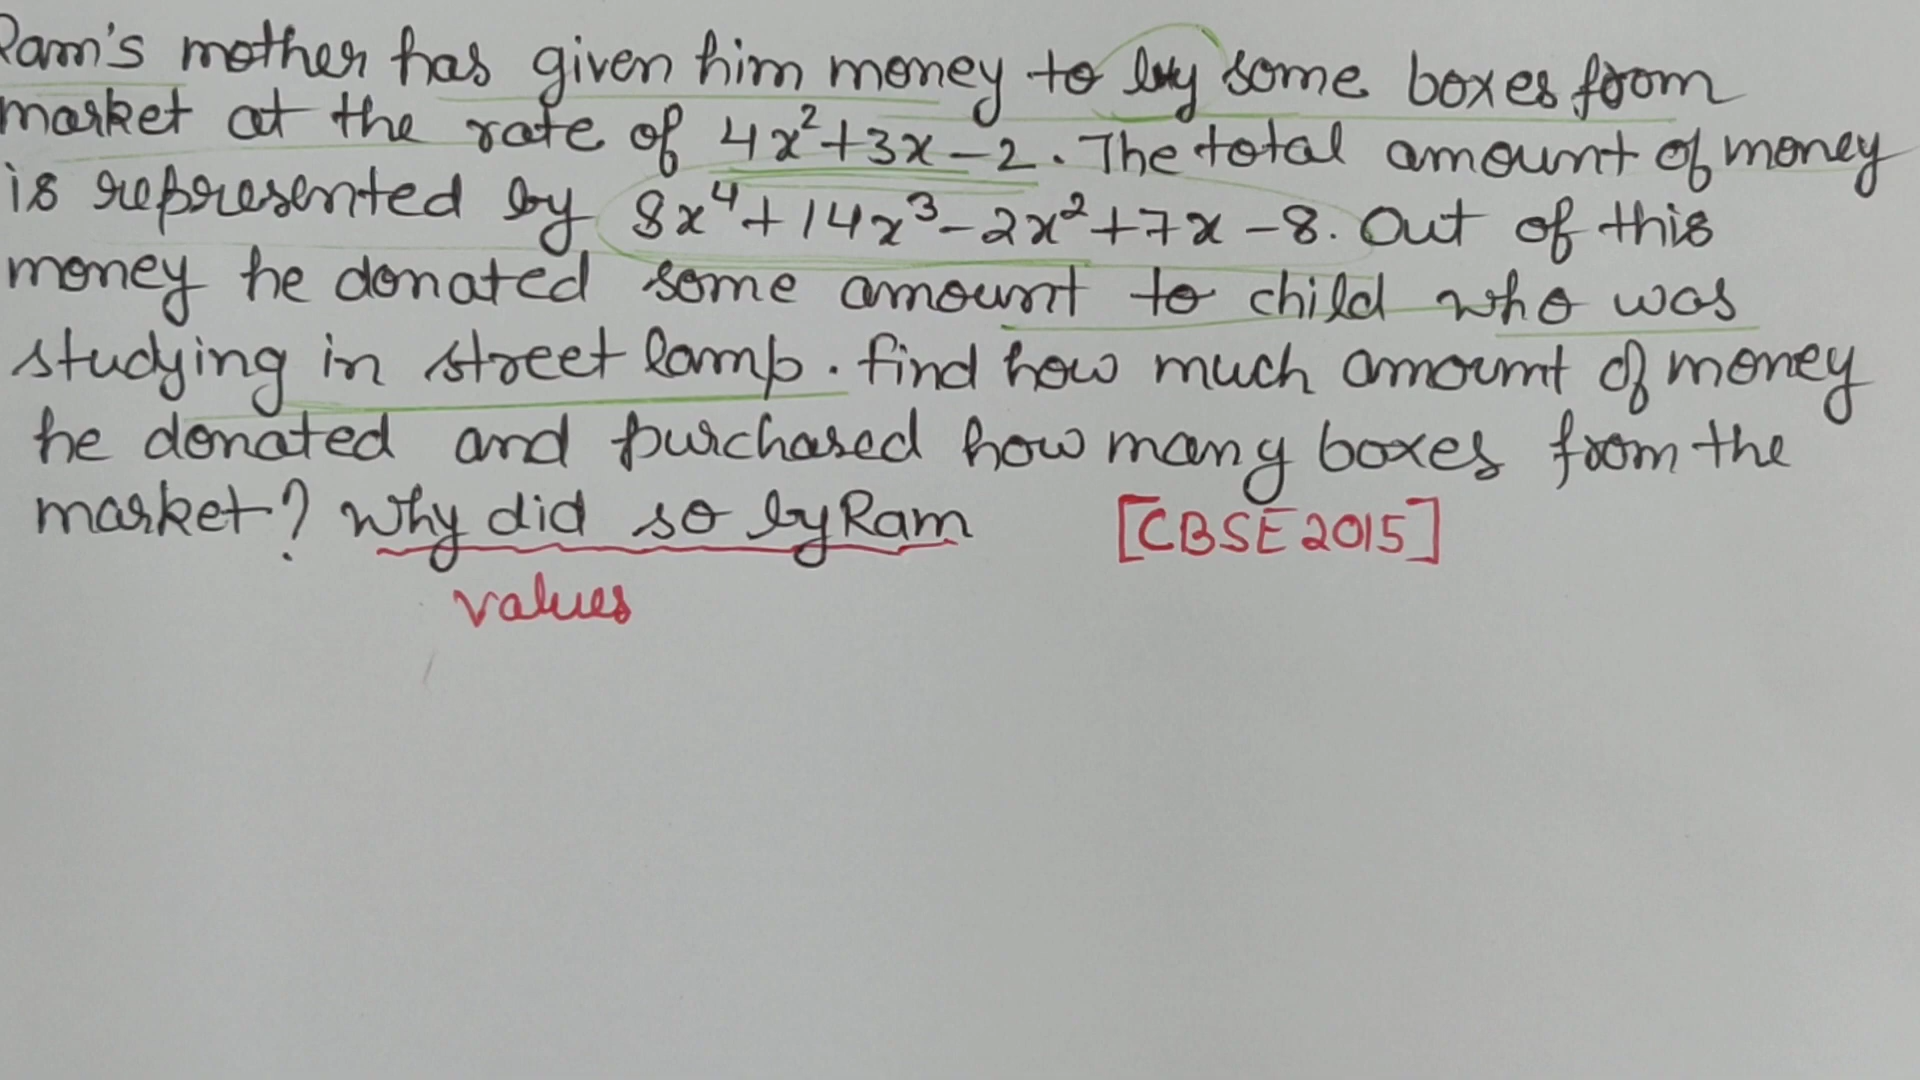 Ram's mother has given him money to buy some boxes from
market at the rate of 4x²+3x-2. The total amount of money
is represented by 8x⁴+14x³-2x²+7x-8. Out of this
money he donated some amount to child who was
studying in street lamp. find how much amount of money
he donated and purchased how many boxes from the
market? Why did so by Ram [CBSE 2015]
values